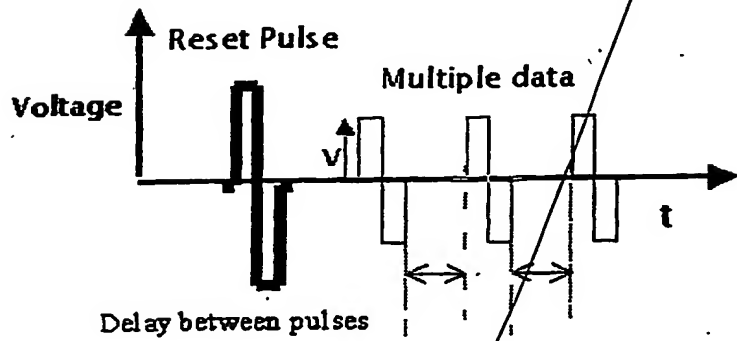 Reset Pulse
Multiple data
Voltage
V
t
Delay between pulses